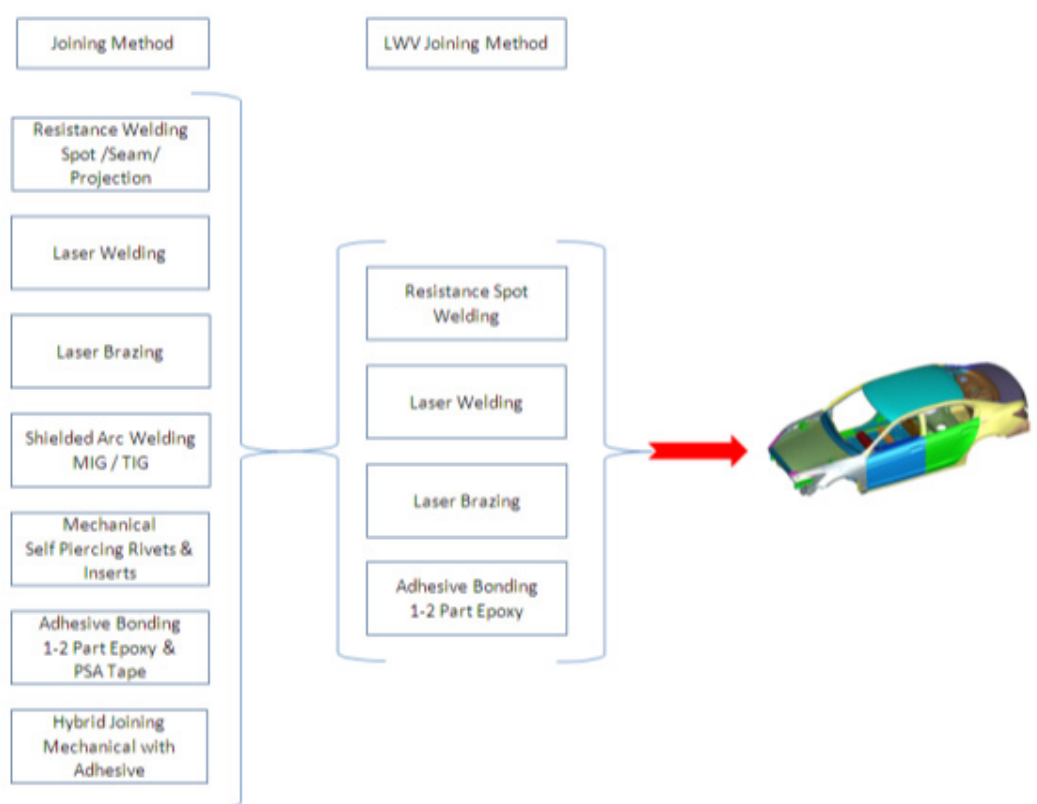 Joining Method
LWV Joining Method
Resistance Welding
Spot /Seam/
Projection
Laser Welding
Laser Brazing
Shielded Arc Welding
MIG / TIG
Mechanical
Self Piercing Rivets &
Inserts
Adhesive Bonding
1-2 Part Epoxy &
PSA Tape
Hybrid Joining
Mechanical with
Adhesive
Resistance Spot
Welding
Laser Welding
Laser Brazing
Adhesive Bonding
1-2 Part Epoxy